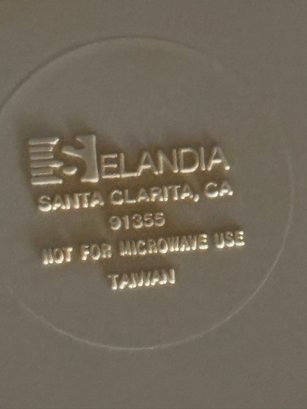 SELANDIA
SANTA CLARITA, CA
91355
NOT FOR MICROWAVE USE
TAIWAN